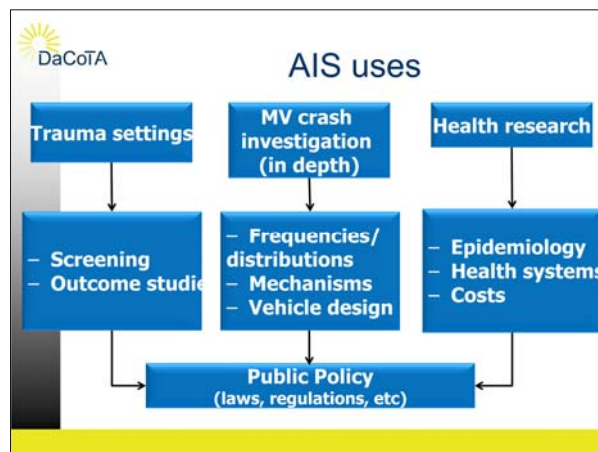 DaCoTA
AIS uses
Trauma settings
MV crash
investigation
(in depth)
Health research
– Screening
– Outcome studie
– Frequencies/
distributions
– Mechanisms
– Vehicle design
– Epidemiology
– Health systems
– Costs
Public Policy
(laws, regulations, etc)